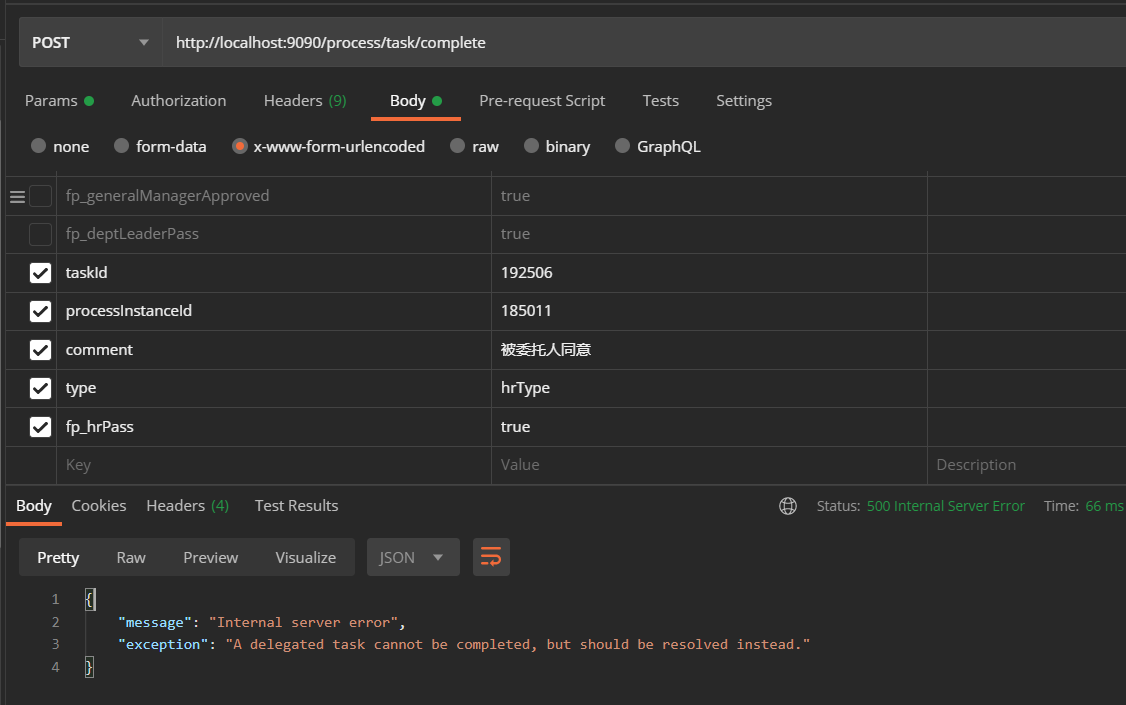 POST http://localhost:9090/process/task/complete
Params Authorization Headers (9) Body Pre-request Script Tests Settings
none form-data x-www-form-urlencoded raw binary GraphQL
fp_generalManagerApproved true
fp_deptLeaderPass true
taskId 192506
processInstanceId 185011
comment 被委托人同意
type hrType
fp_hrPass true
Key Value Description
Body Cookies Headers (4) Test Results Status: 500 Internal Server Error Time: 66 ms
Pretty Raw Preview Visualize JSON
1 {
2 "message": "Internal server error",
3 "exception": "A delegated task cannot be completed, but should be resolved instead."
4 }